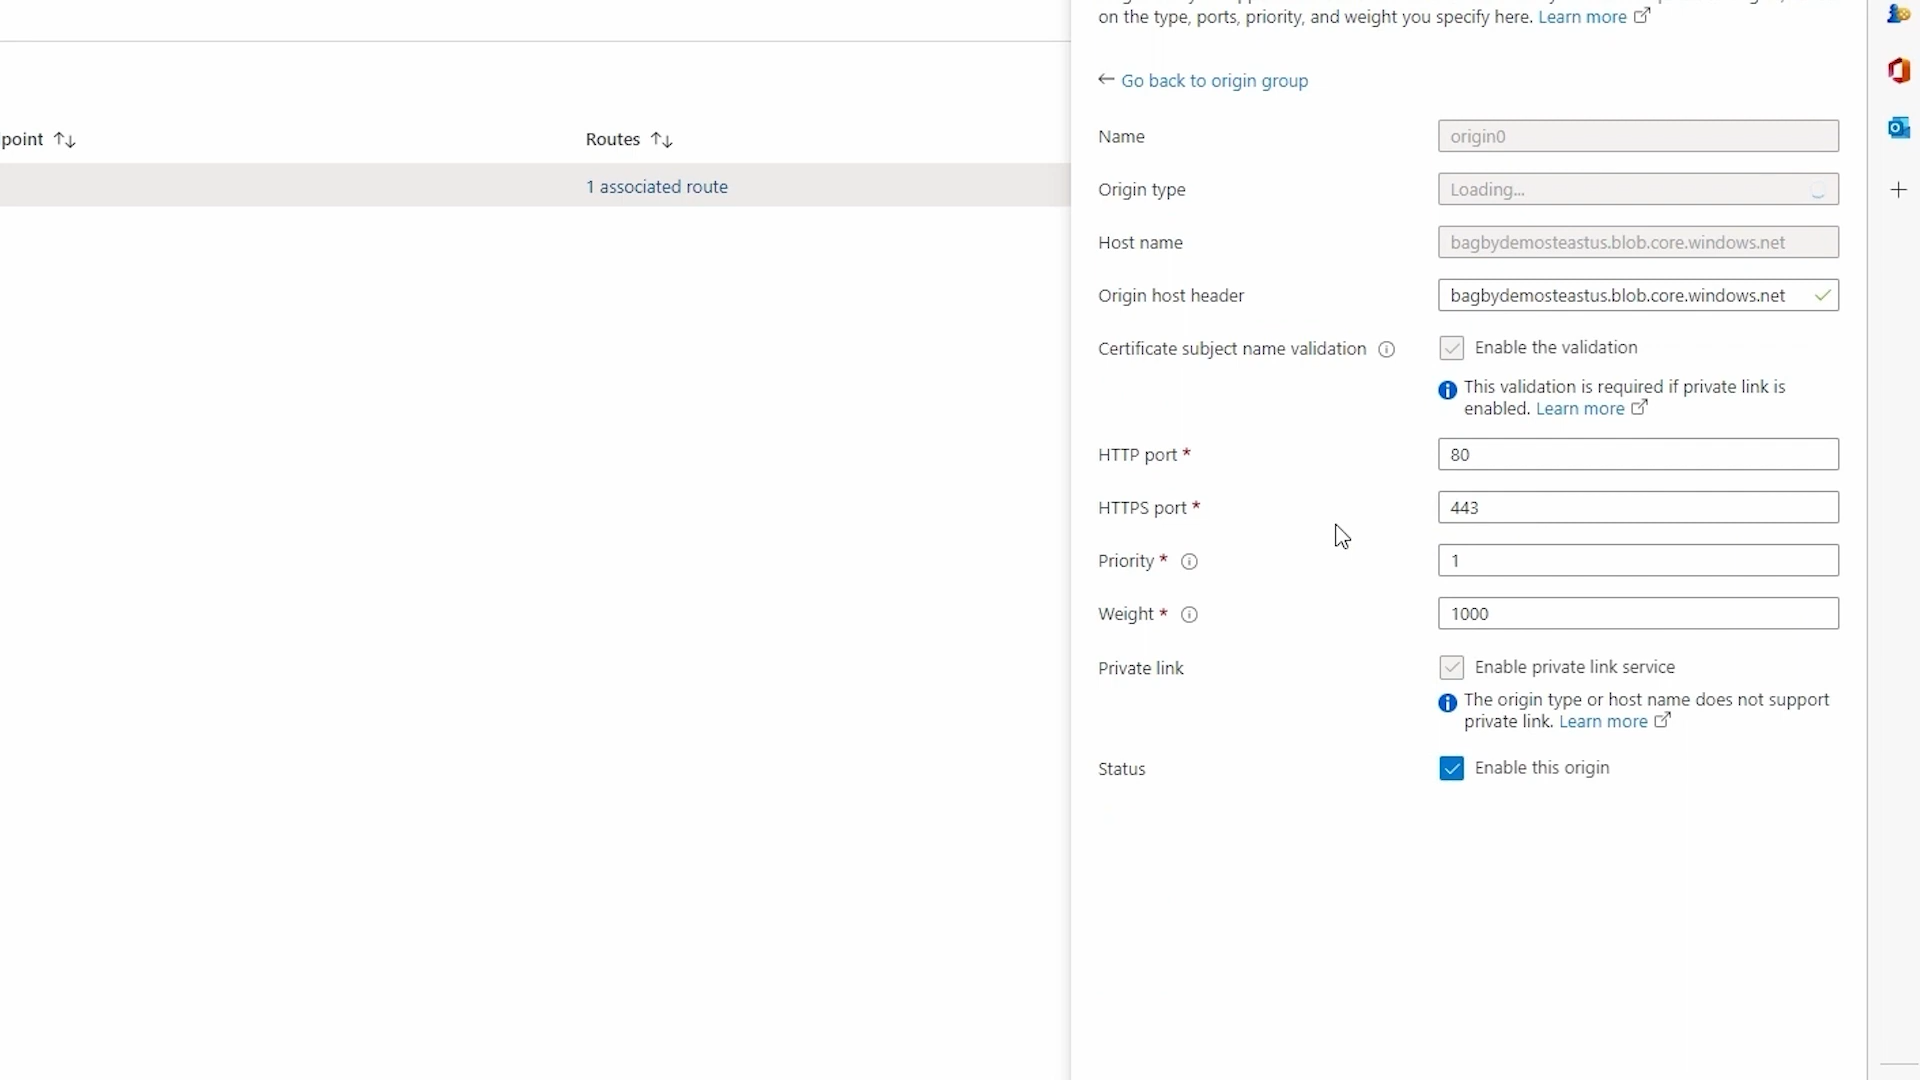 on the type, ports, priority, and weight you specify here. Learn more
Go back to origin group
point
Routes
1 associated route
Name
origin0
Origin type
Loading...
Host name
bagbydemosteastus.blob.core.windows.net
Origin host header
bagbydemosteastus.blob.core.windows.net
Certificate subject name validation
Enable the validation
This validation is required if private link is
enabled. Learn more
HTTP port *
80
HTTPS port *
443
Priority *
1
Weight *
1000
Private link
Enable private link service
The origin type or host name does not support
private link. Learn more
Status
Enable this origin